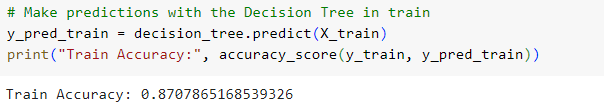 # Make predictions with the Decision Tree in train
y_pred_train = decision_tree.predict(X_train)
print("Train Accuracy:", accuracy_score(y_train, y_pred_train))
Train Accuracy: 0.8707865168539326